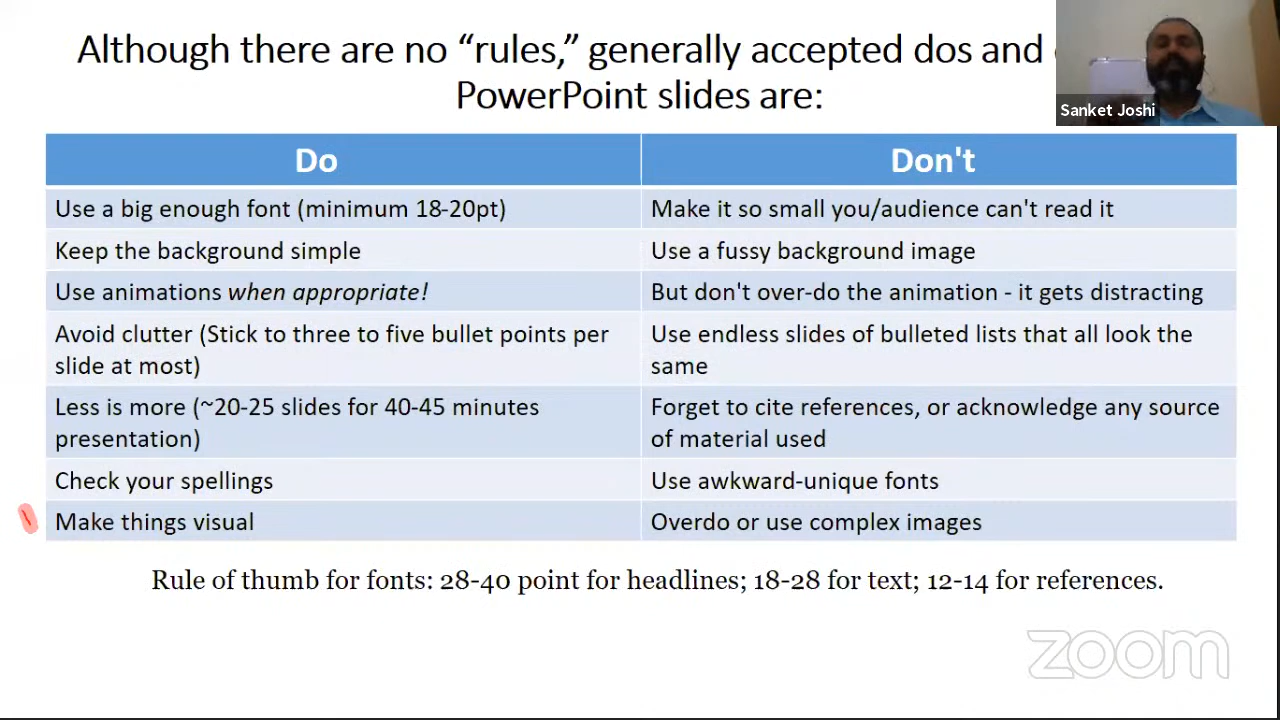 Although there are no “rules,” generally accepted dos and
PowerPoint slides are:
Sanket Joshi
Do
Don't
Use a big enough font (minimum 18-20pt)
Make it so small you/audience can't read it
Keep the background simple
Use a fussy background image
Use animations when appropriate!
But don't over-do the animation - it gets distracting
Avoid clutter (Stick to three to five bullet points per
slide at most)
Use endless slides of bulleted lists that all look the
same
Less is more (~20-25 slides for 40-45 minutes
presentation)
Forget to cite references, or acknowledge any source
of material used
Check your spellings
Use awkward-unique fonts
Make things visual
Overdo or use complex images
Rule of thumb for fonts: 28-40 point for headlines; 18-28 for text; 12-14 for references.
zoom